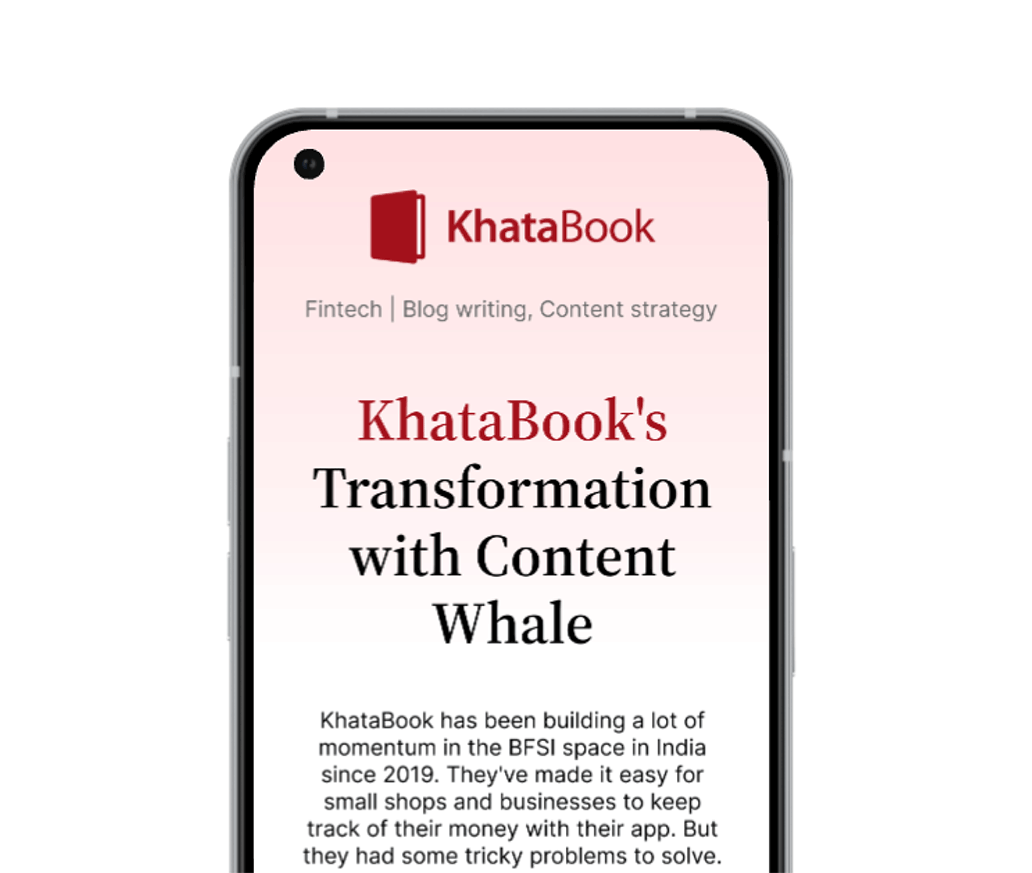 KhataBook
Fintech | Blog writing, Content strategy
KhataBook's
Transformation
with Content
Whale
KhataBook has been building a lot of
momentum in the BFSI space in India
since 2019. They've made it easy for
small shops and businesses to keep
track of their money with their app. But
they had some tricky problems to solve.